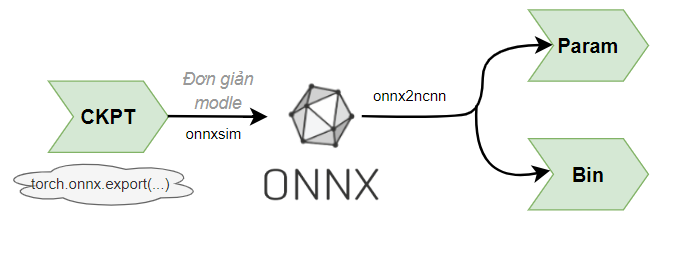 Param
Đơn giản
modle
onnx2ncnn
CKPT
onnxsim
torch.onnx.export(...)
ONNX
Bin